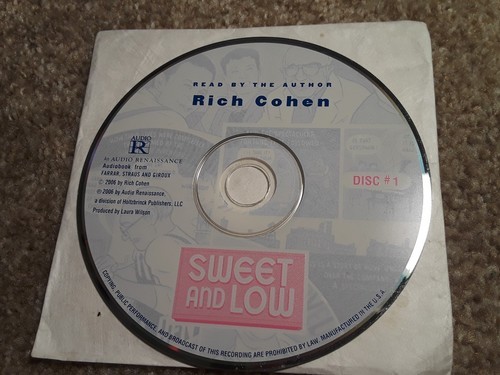 READ BY THE AUTHOR
Rich Cohen
AUDIO
R
AUDIO RENAISSANCE
Audiobook from
FARRAR, STRAUS AND GIROUX
© 2006 by Rich Cohen
℗ 2006 by Audio Renaissance,
a division of Holtzbrinck Publishers, LLC
Produced by Laura Wilson
DISC #1
SWEET
AND LOW
COPYING, PUBLIC PERFORMANCE, AND BROADCAST OF THIS RECORDING ARE PROHIBITED BY LAW. MANUFACTURED IN THE U.S.A.